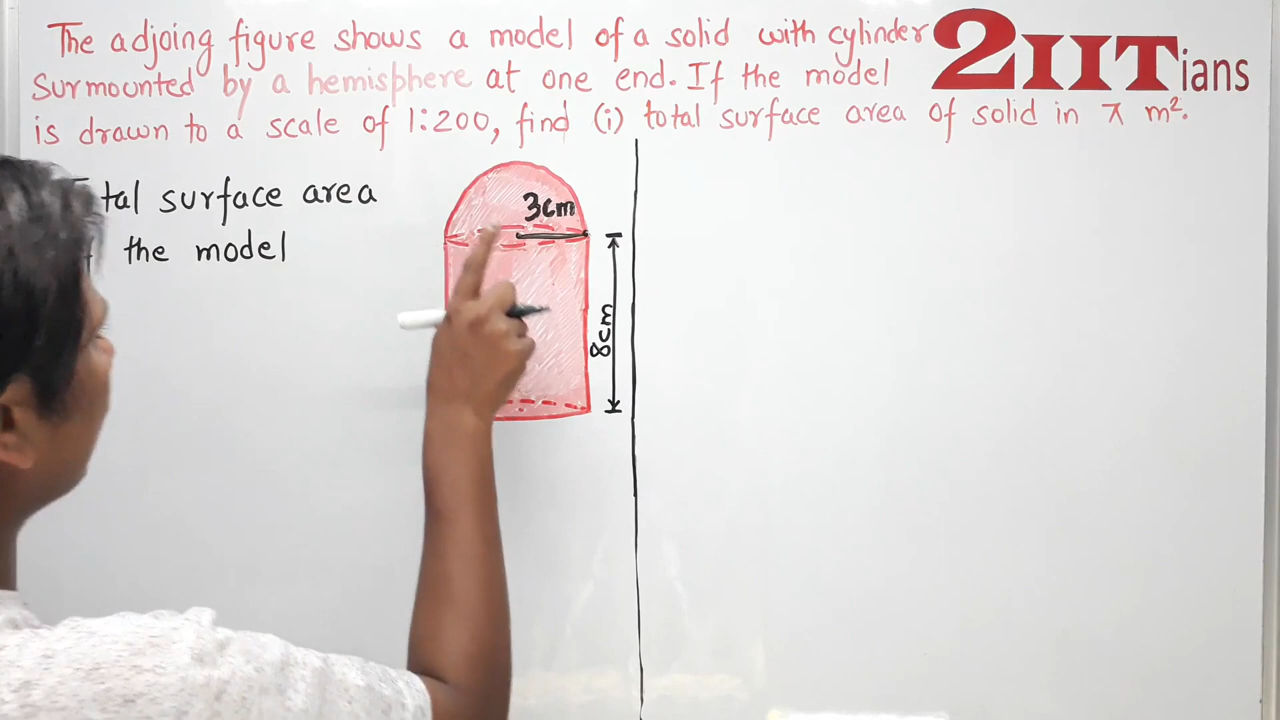 The adjoing figure shows a model of a solid with cylinder
surmounted by a hemisphere at one end. If the model
is drawn to a scale of 1:200, find (i) total surface area of solid in π m².
2IITians
surface area
the model
3cm
8cm